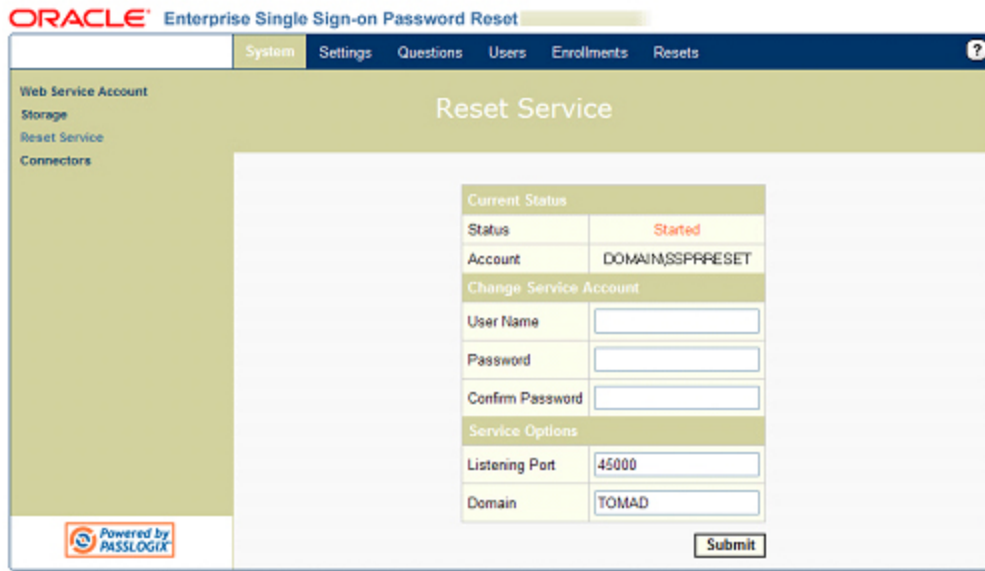 ORACLE Enterprise Single Sign-on Password Reset
System Settings Questions Users Enrollments Resets ?
Web Service Account
Storage
Reset Service
Connectors
Reset Service
Current Status
Status Started
Account DOMAIN\SSPRRESET
Change Service Account
User Name
Password
Confirm Password
Service Options
Listening Port 45000
Domain TOMAD
Submit
Powered by
PASSLOGIX